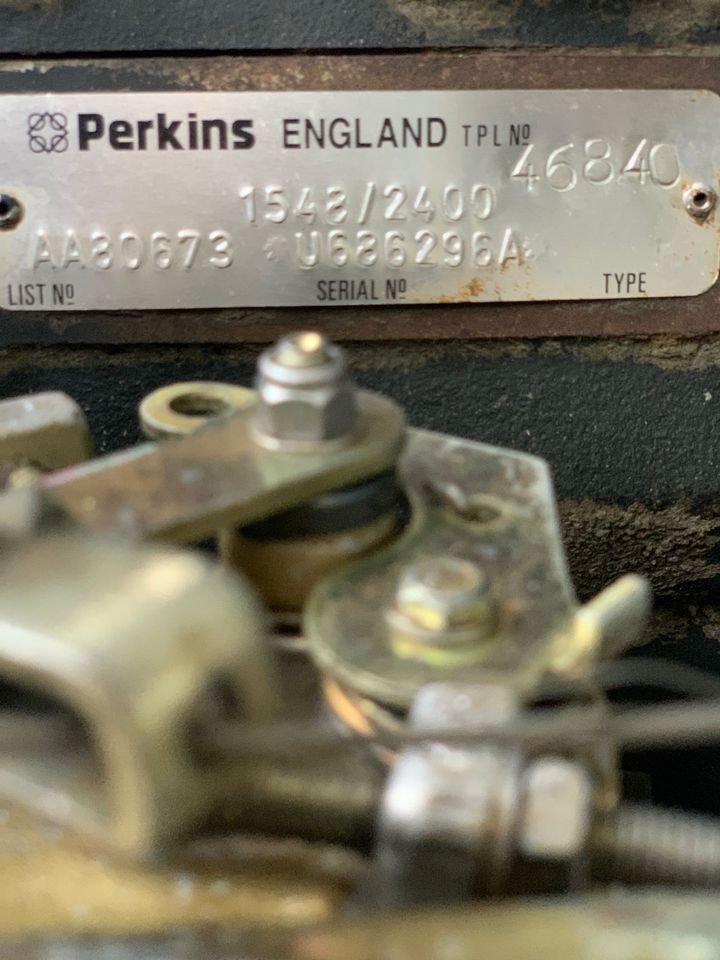 Perkins ENGLAND TPL Nº 46840
1548/2400
AA80673 *U686296A*
LIST Nº SERIAL Nº TYPE